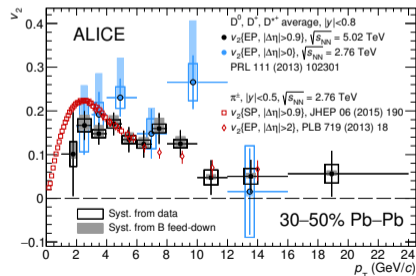 v₂
0.4
0.3
0.2
0.1
0
−0.1
ALICE
D⁰, D⁺, D*⁺ average, |y|<0.8
v₂{EP, |Δη|>0.9}, √sNN = 5.02 TeV
v₂{EP, |Δη|>0}, √sNN = 2.76 TeV
PRL 111 (2013) 102301
π±, |y|<0.5, √sNN = 2.76 TeV
v₂{SP, |Δη|>0.9}, JHEP 06 (2015) 190
v₂{EP, |Δη|>2}, PLB 719 (2013) 18
Syst. from data
Syst. from B feed-down
30–50% Pb–Pb
0 2 4 6 8 10 12 14 16 18 20 22 24
pT (GeV/c)